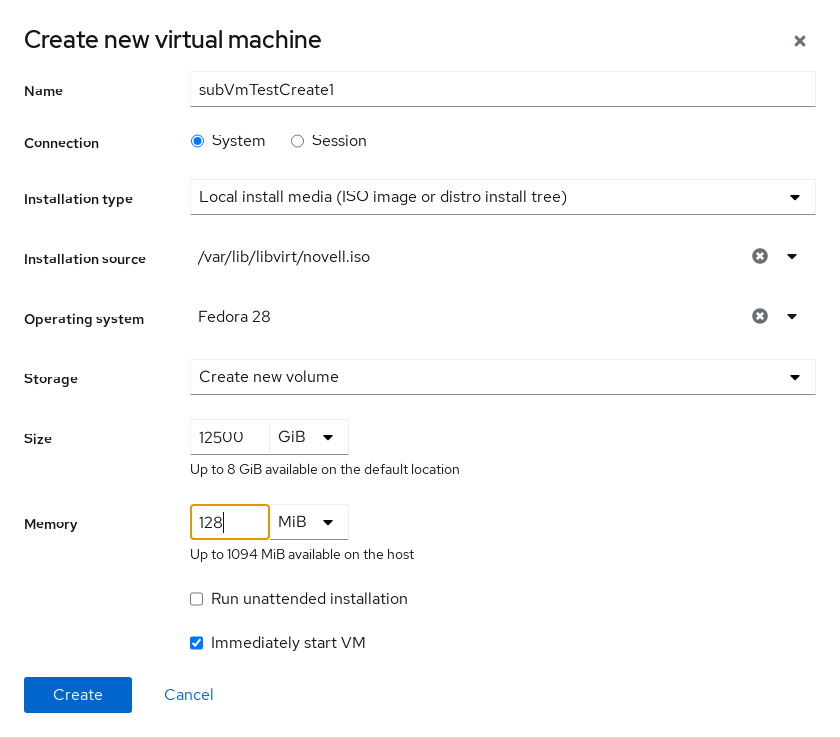 Create new virtual machine
Name subVmTestCreate1
Connection System Session
Installation type Local install media (ISO image or distro install tree)
Installation source /var/lib/libvirt/novell.iso
Operating system Fedora 28
Storage Create new volume
Size 12500 GiB
Up to 8 GiB available on the default location
Memory 128 MiB
Up to 1094 MiB available on the host
Run unattended installation
Immediately start VM
Create Cancel